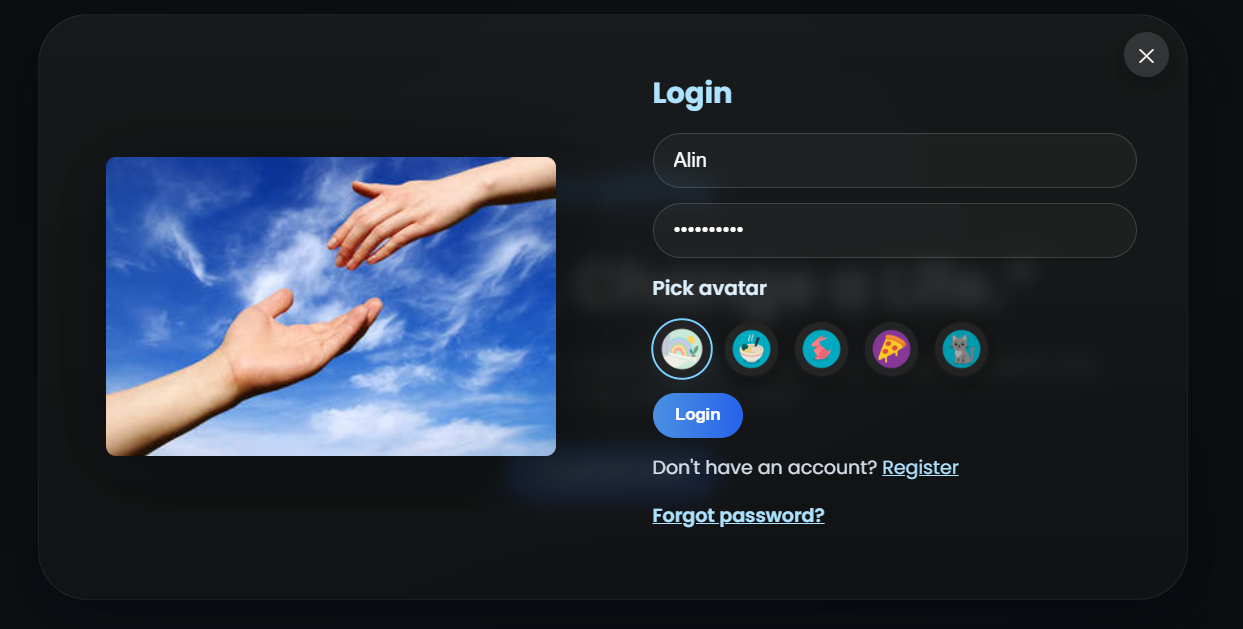 Login
Alin
••••••••••
Pick avatar
Login
Don't have an account? Register
Forgot password?